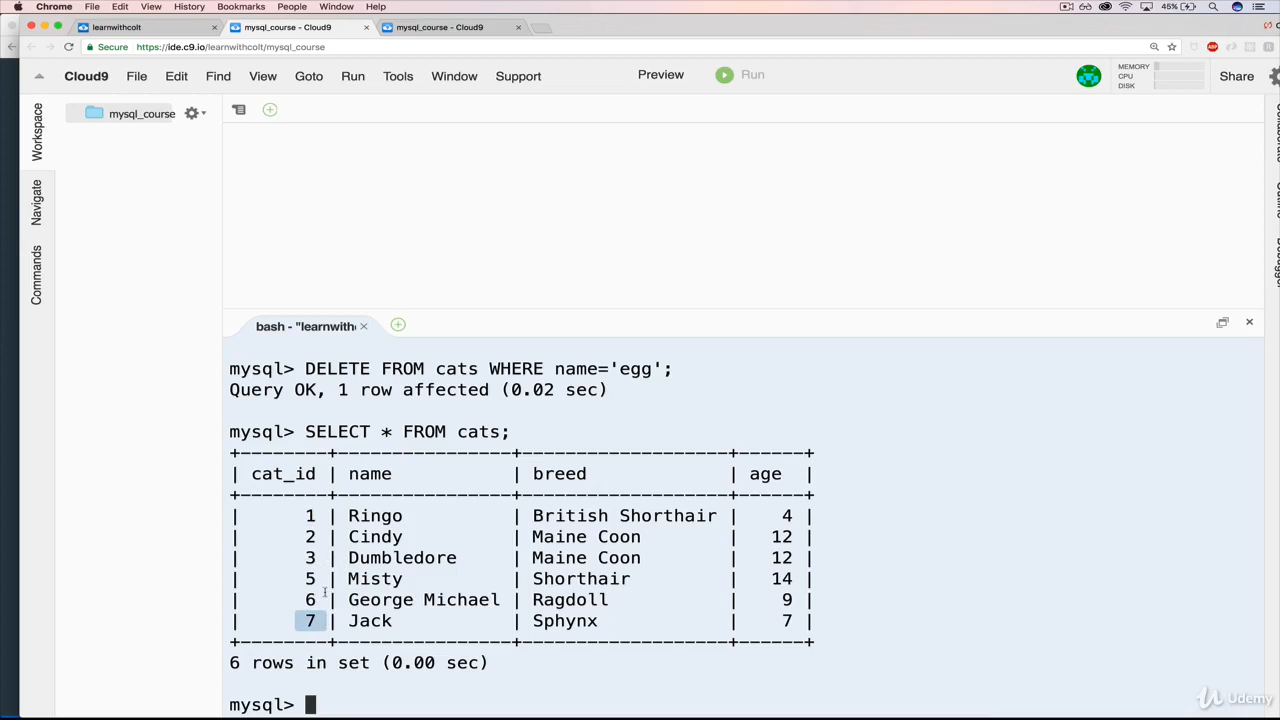 Chrome File Edit View History Bookmarks People Window Help 45%
learnwithcolt mysql_course - Cloud9 mysql_course - Cloud9
Secure https://ide.c9.io/learnwithcolt/mysql_course
Cloud9 File Edit Find View Goto Run Tools Window Support Preview Run MEMORY CPU DISK Share
Workspace
Navigate
Commands
mysql_course
bash - "learnwith
mysql> DELETE FROM cats WHERE name='egg';
Query OK, 1 row affected (0.02 sec)
mysql> SELECT * FROM cats;
+--------+----------------+-------------------+------+
| cat_id | name | breed | age |
+--------+----------------+-------------------+------+
| 1 | Ringo | British Shorthair | 4 |
| 2 | Cindy | Maine Coon | 12 |
| 3 | Dumbledore | Maine Coon | 12 |
| 5 | Misty | Shorthair | 14 |
| 6 | George Michael | Ragdoll | 9 |
| 7 | Jack | Sphynx | 7 |
+--------+----------------+-------------------+------+
6 rows in set (0.00 sec)
mysql>
Udemy